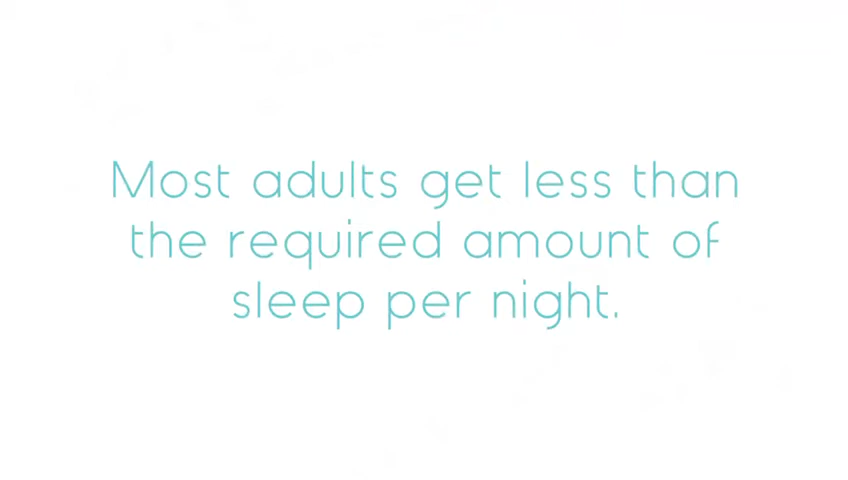 Most adults get less than
the required amount of
sleep per night.